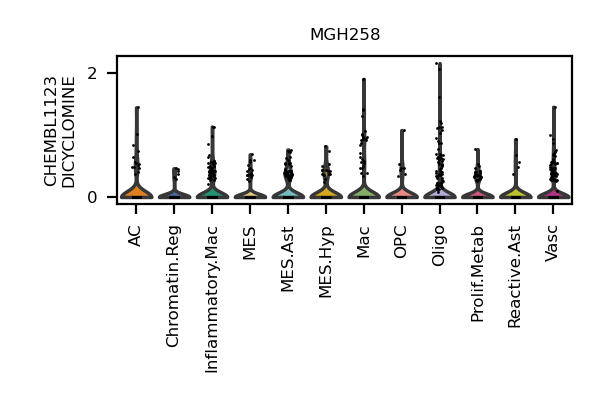 MGH258
CHEMBL1123
DICYCLOMINE
2
0
AC
Chromatin.Reg
Inflammatory.Mac
MES
MES.Ast
MES.Hyp
Mac
OPC
Oligo
Prolif.Metab
Reactive.Ast
Vasc